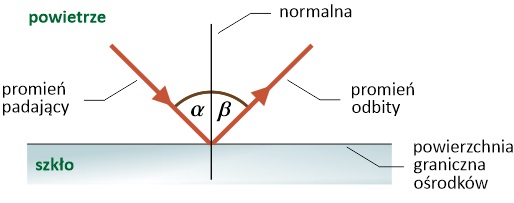 powietrze
normalna
promień
padający
α
β
promień
odbity
szkło
powierzchnia
graniczna
ośrodków